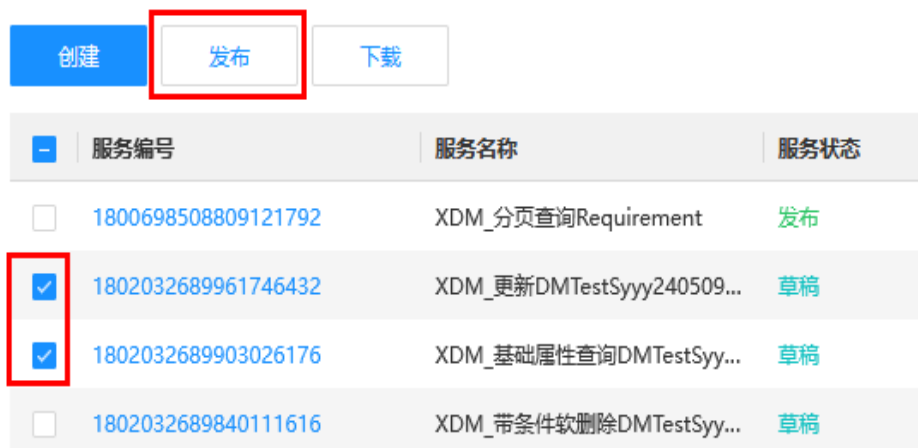 创建 发布 下载
服务编号 服务名称 服务状态
1800698508809121792 XDM_分页查询Requirement 发布
1802032689961746432 XDM_更新DMTestSyyy240509... 草稿
1802032689903026176 XDM_基础属性查询DMTestSyy... 草稿
1802032689840111616 XDM_带条件软删除DMTestSyy... 草稿